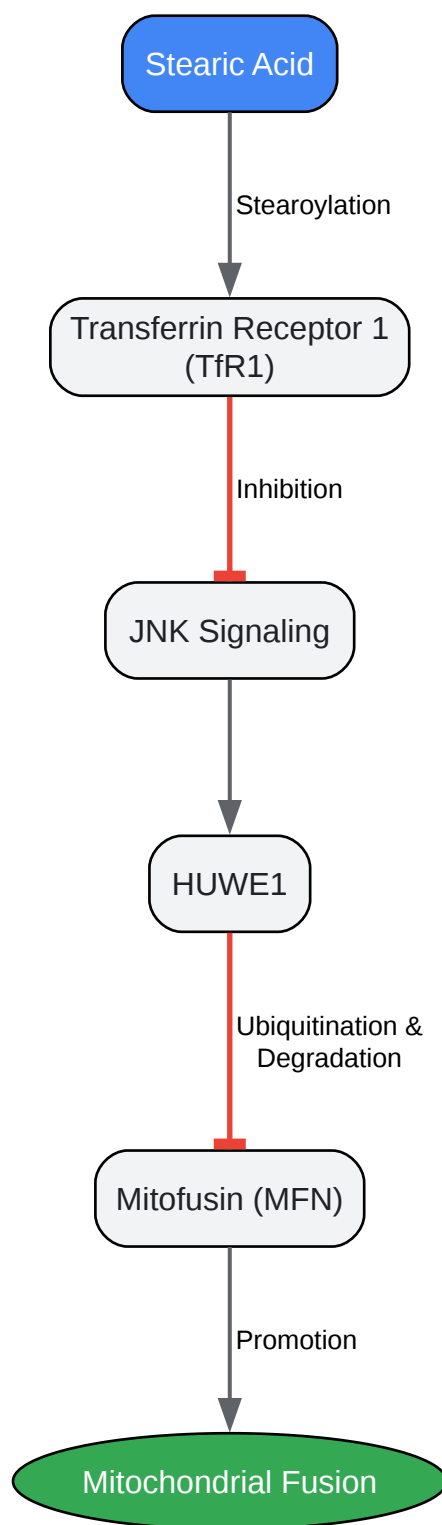 Stearic Acid
Stearoylation
Transferrin Receptor 1
(TfR1)
Inhibition
JNK Signaling
HUWE1
Ubiquitination &
Degradation
Mitofusin (MFN)
Promotion
Mitochondrial Fusion